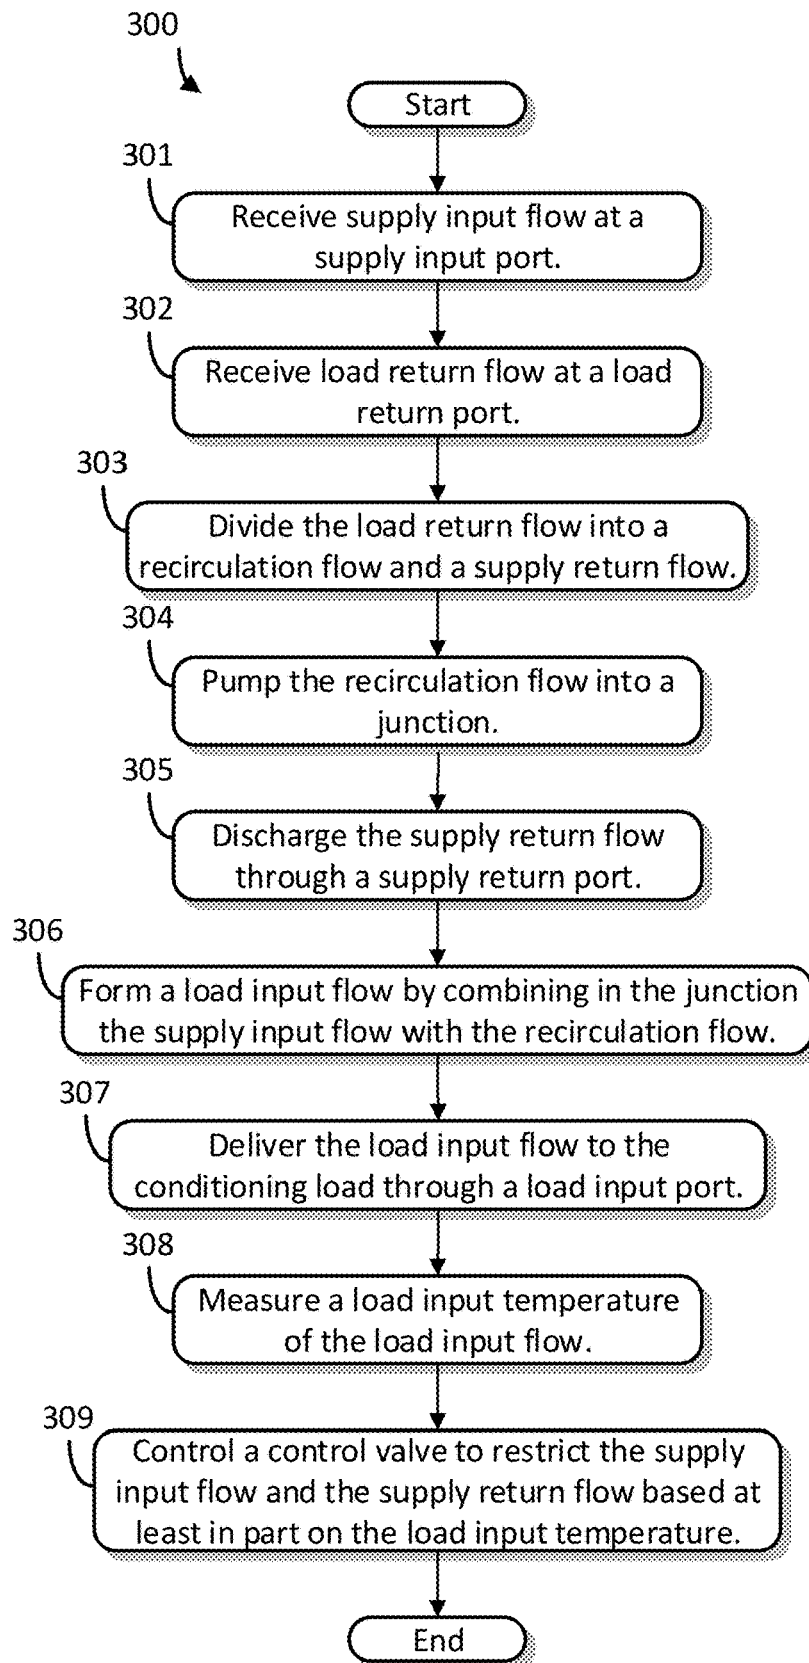 300
Start
301
Receive supply input flow at a
supply input port.
302
Receive load return flow at a load
return port.
303
Divide the load return flow into a
recirculation flow and a supply return flow.
304
Pump the recirculation flow into a
junction.
305
Discharge the supply return flow
through a supply return port.
306
Form a load input flow by combining in the junction
the supply input flow with the recirculation flow.
307
Deliver the load input flow to the
conditioning load through a load input port.
308
Measure a load input temperature
of the load input flow.
309
Control a control valve to restrict the supply
input flow and the supply return flow based at
least in part on the load input temperature.
End